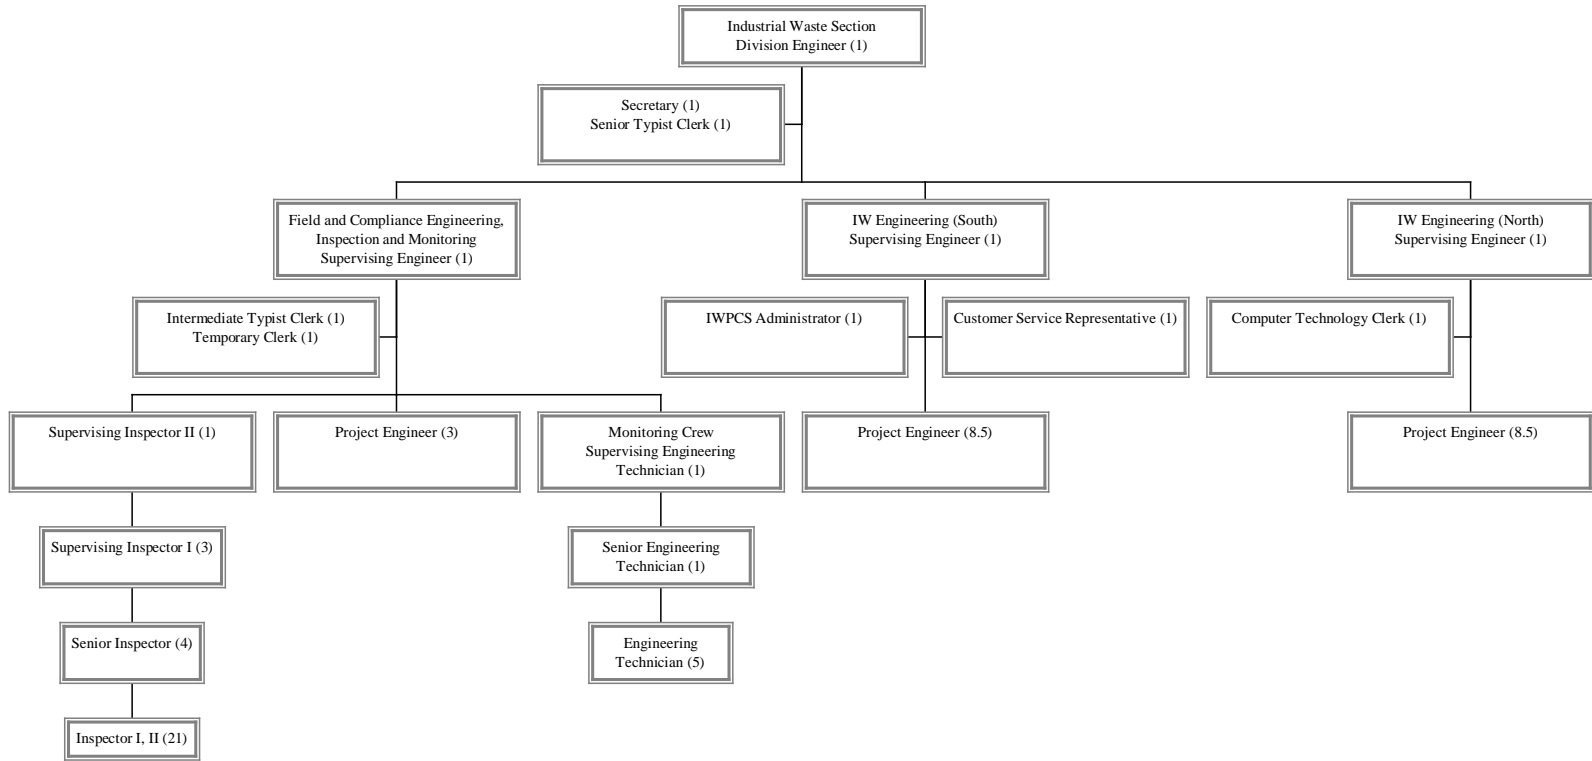 Industrial Waste Section
Division Engineer (1)
Secretary (1)
Senior Typist Clerk (1)
Field and Compliance Engineering,
Inspection and Monitoring
Supervising Engineer (1)
IW Engineering (South)
Supervising Engineer (1)
IW Engineering (North)
Supervising Engineer (1)
Intermediate Typist Clerk (1)
Temporary Clerk (1)
IWPCS Administrator (1)
Customer Service Representative (1)
Computer Technology Clerk (1)
Supervising Inspector II (1)
Project Engineer (3)
Monitoring Crew
Supervising Engineering
Technician (1)
Project Engineer (8.5)
Project Engineer (8.5)
Supervising Inspector I (3)
Senior Engineering
Technician (1)
Senior Inspector (4)
Engineering
Technician (5)
Inspector I, II (21)